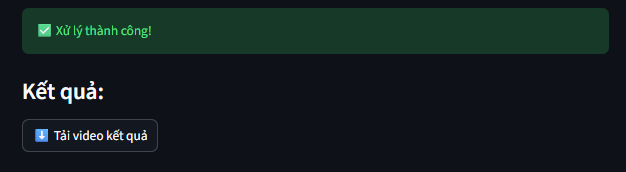 ✅ Xử lý thành công!
Kết quả:
⬇️ Tải video kết quả